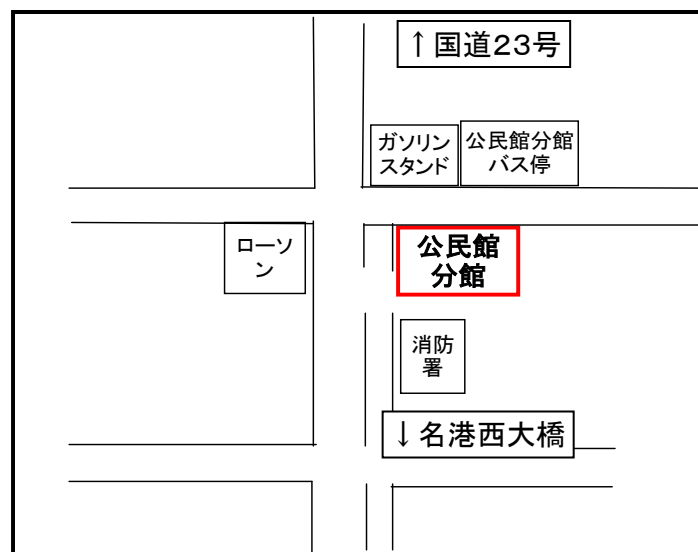 ↑国道23号
ガソリン
スタンド
公民館分館
バス停
ローソ
ン
公民館
分館
消防
署
↓名港西大橋